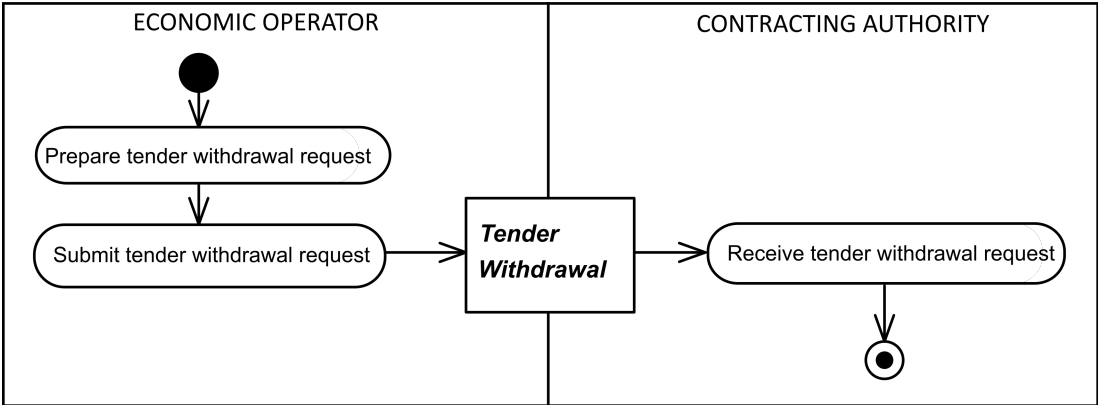 ECONOMIC OPERATOR
CONTRACTING AUTHORITY
Prepare tender withdrawal request
Submit tender withdrawal request
Tender
Withdrawal
Receive tender withdrawal request